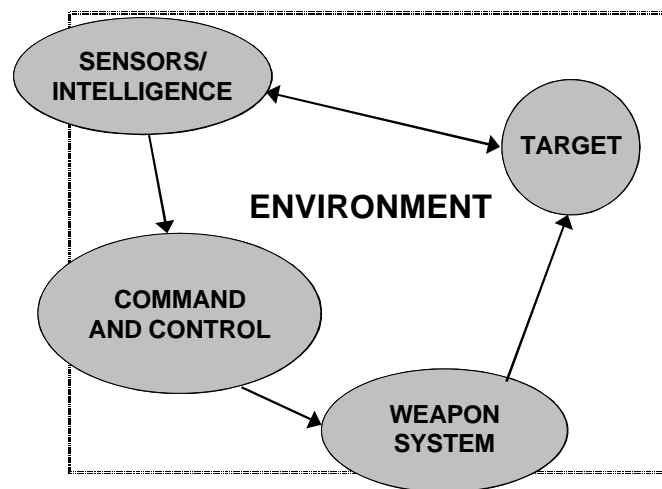 SENSORS/
INTELLIGENCE
TARGET
ENVIRONMENT
COMMAND
AND CONTROL
WEAPON
SYSTEM